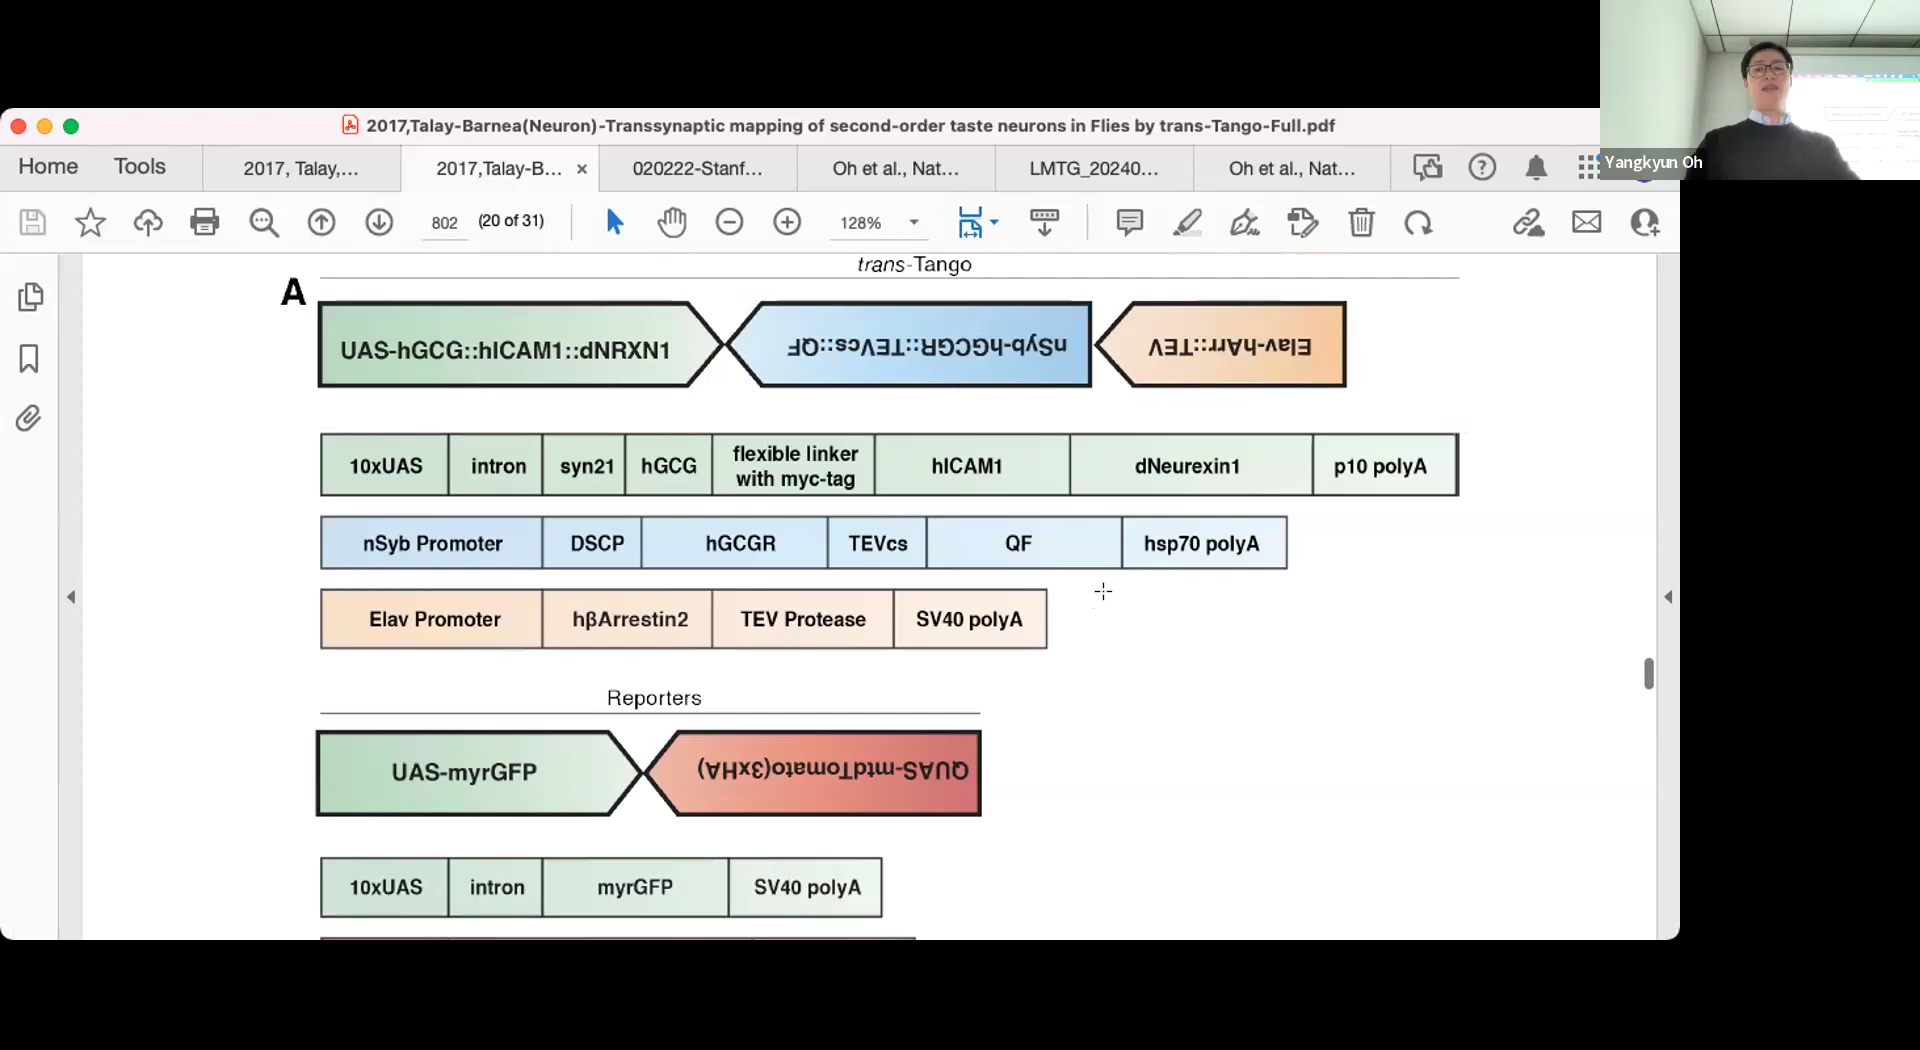 2017,Talay-Barnea(Neuron)-Transsynaptic mapping of second-order taste neurons in Flies by trans-Tango-Full.pdf
Yangkyun Oh
Home
Tools
2017, Talay,...
2017,Talay-B...
020222-Stanf...
Oh et al., Nat...
LMTG_20240...
Oh et al., Nat...
802
(20 of 31)
128%
trans-Tango
A
UAS-hGCG::hICAM1::dNRXN1
nSyb-hGCGR::TEVcs::QF
Elav-hArr::TEV
10xUAS
intron
syn21
hGCG
flexible linker
with myc-tag
hICAM1
dNeurexin1
p10 polyA
nSyb Promoter
DSCP
hGCGR
TEVcs
QF
hsp70 polyA
Elav Promoter
hβArrestin2
TEV Protease
SV40 polyA
Reporters
UAS-myrGFP
QUAS-mtdTomato(3xHA)
10xUAS
intron
myrGFP
SV40 polyA